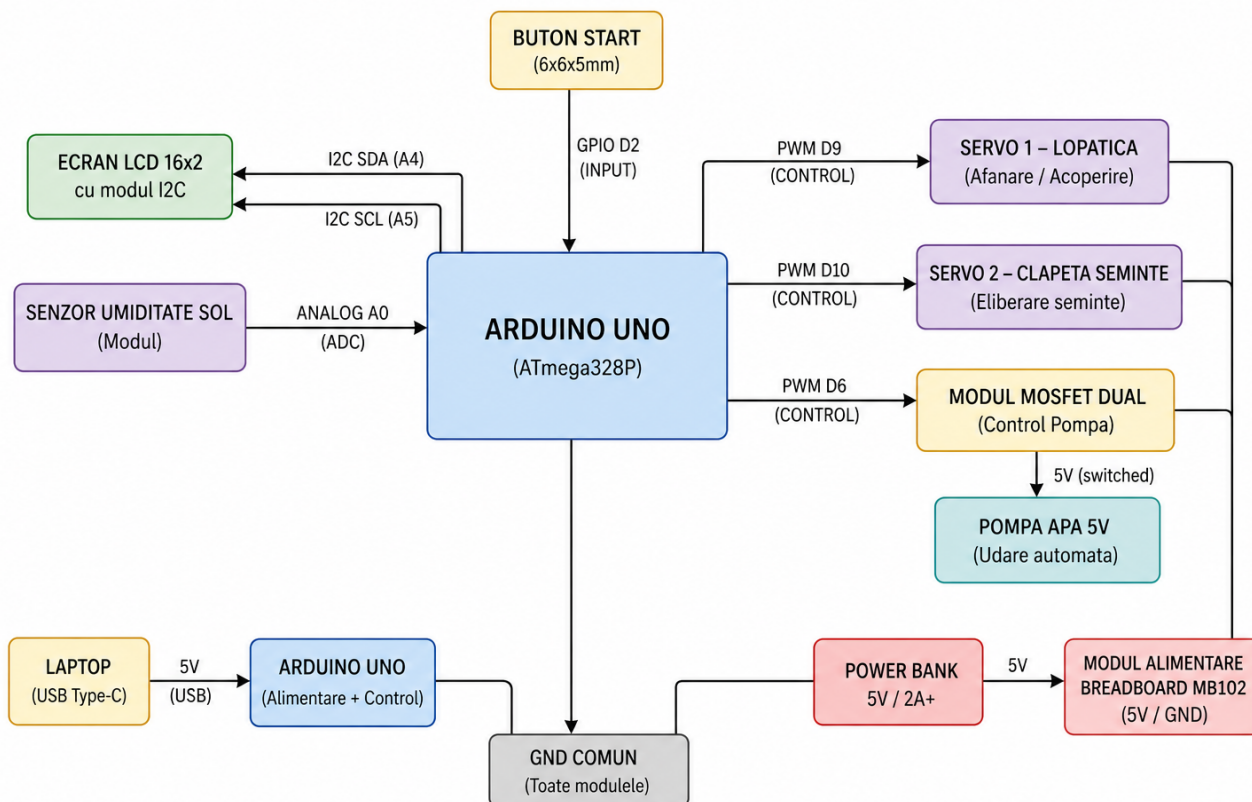 BUTON START
(6x6x5mm)
GPIO D2
(INPUT)
ECRAN LCD 16x2
cu modul I2C
I2C SDA (A4)
I2C SCL (A5)
PWM D9
(CONTROL)
SERVO 1 – LOPATICA
(Afanare / Acoperire)
SENZOR UMIDITATE SOL
(Modul)
ANALOG A0
(ADC)
ARDUINO UNO
(ATmega328P)
PWM D10
(CONTROL)
SERVO 2 – CLAPETA SEMINTE
(Eliberare seminte)
PWM D6
(CONTROL)
MODUL MOSFET DUAL
(Control Pompa)
5V (switched)
POMPA APA 5V
(Udare automata)
LAPTOP
(USB Type-C)
5V
(USB)
ARDUINO UNO
(Alimentare + Control)
GND COMUN
(Toate modulele)
POWER BANK
5V / 2A+
5V
MODUL ALIMENTARE
BREADBOARD MB102
(5V / GND)